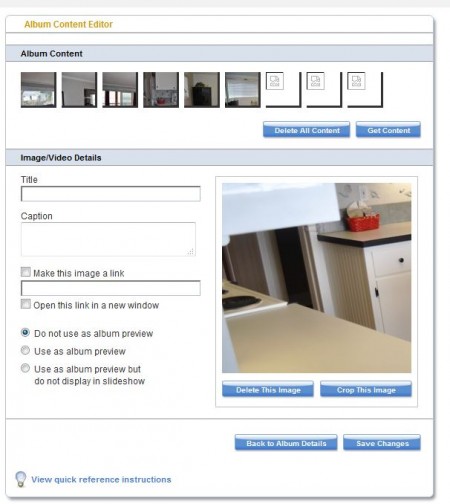 Album Content Editor
Album Content
Delete All Content Get Content
Image/Video Details
Title
Caption
Make this image a link
Open this link in a new window
Do not use as album preview
Use as album preview
Use as album preview but
do not display in slideshow
Delete This Image Crop This Image
Back to Album Details Save Changes
View quick reference instructions